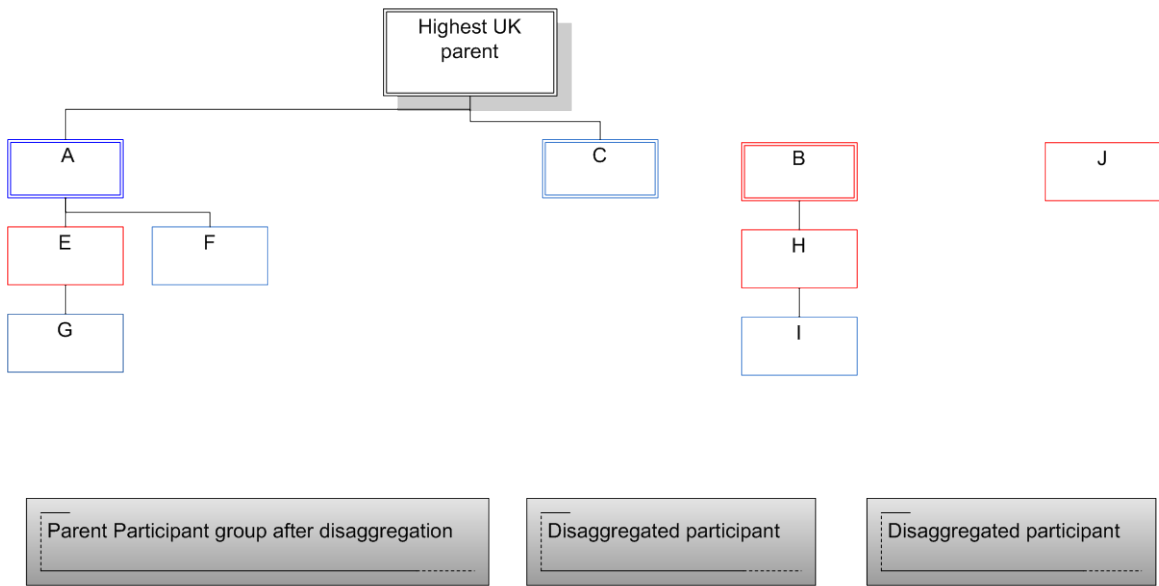 Highest UK
parent
A
C
B
J
E
F
H
G
I
Parent Participant group after disaggregation
Disaggregated participant
Disaggregated participant